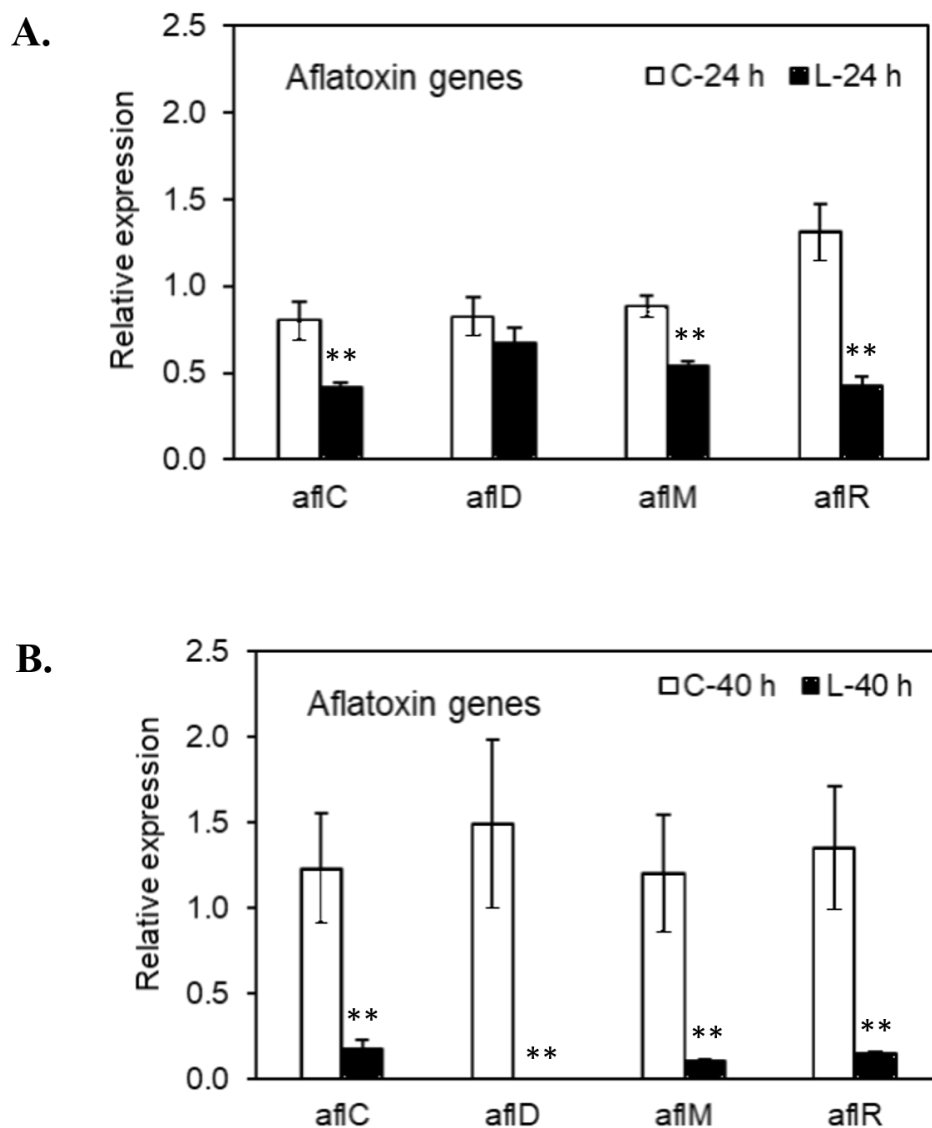 A.
Aflatoxin genes
C-24 h L-24 h
Relative expression
2.5
2.0
1.5
1.0
0.5
0.0
** ** **
aflC aflD aflM aflR
B.
Aflatoxin genes
C-40 h L-40 h
Relative expression
2.5
2.0
1.5
1.0
0.5
0.0
** ** ** **
aflC aflD aflM aflR